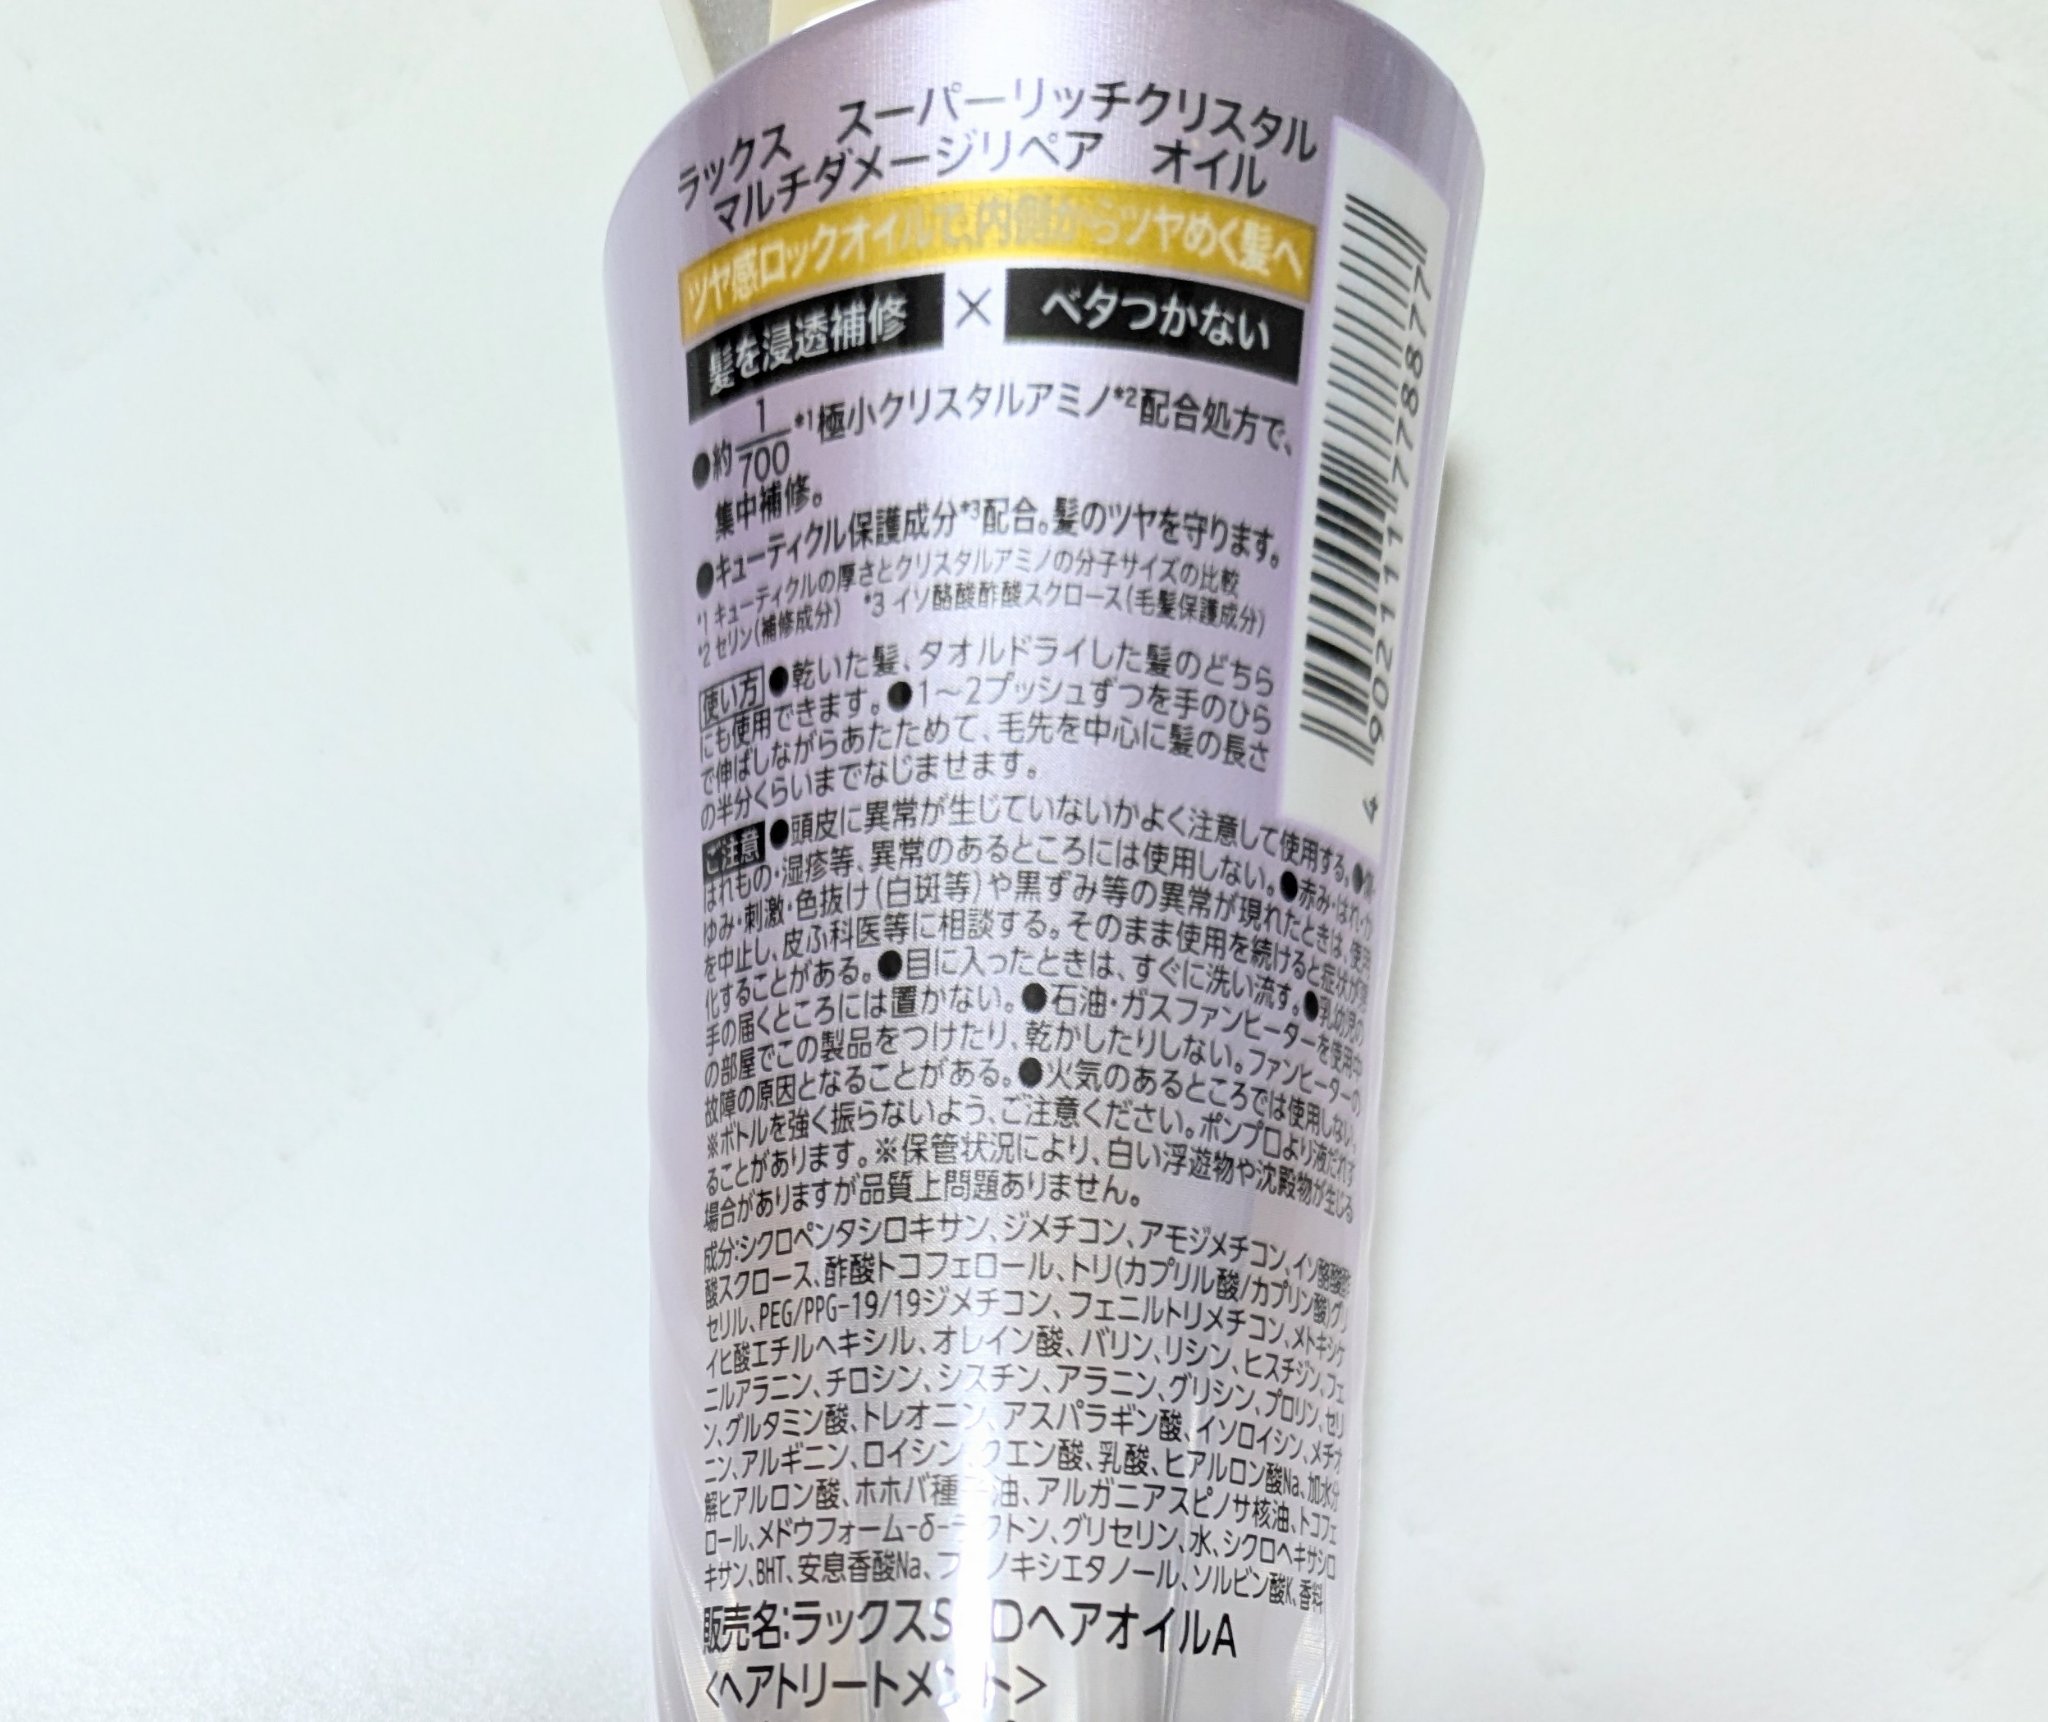 ラックス スーパーリッチクリスタル
マルチダメージリペア オイル
ツヤ感ロックオイルで、内側からツヤめく髪へ
髪を浸透補修 × ベタつかない
●約1/700*1極小クリスタルアミノ*2配合処方で、
集中補修。
●キューティクル保護成分*3配合。髪のツヤを守ります。
*1 キューティクルの厚さとクリスタルアミノの分子サイズの比較
*2 セリン(補修成分) *3 イソ酪酸酢酸スクロース(毛髪保護成分)
使い方 ●乾いた髪、タオルドライした髪のどちら
にも使用できます。●1～2プッシュずつを手のひら
で伸ばしながらあたためて、毛先を中心に髪の長さ
の半分くらいまでなじませます。
ご注意 ●頭皮に異常が生じていないかよく注意して使用する。●
はれもの・湿疹等、異常のあるところには使用しない。●赤み・はれ・か
ゆみ・刺激・色抜け(白斑等)や黒ずみ等の異常が現れたときは、使用
を中止し、皮ふ科医等に相談する。そのまま使用を続けると症状が
化することがある。●目に入ったときは、すぐに洗い流す。●乳幼児の
手の届くところには置かない。●石油・ガスファンヒーターを使用中
の部屋でこの製品をつけたり、乾かしたりしない。ファンヒーターの
故障の原因となることがある。●火気のあるところでは使用しない。
※ボトルを強く振らないよう、ご注意ください。ポンプ口より液だれす
ることがあります。※保管状況により、白い浮遊物や沈殿物が生じる
場合がありますが品質上問題ありません。
成分:シクロペンタシロキサン、ジメチコン、アモジメチコン、イソ酪酸酢
酸スクロース、酢酸トコフェロール、トリ(カプリル酸/カプリン酸)グリ
セリル、PEG/PPG-19/19ジメチコン、フェニルトリメチコン、メトキシケ
イヒ酸エチルヘキシル、オレイン酸、バリン、リシン、ヒスチジン、フェ
ニルアラニン、チロシン、シスチン、アラニン、グリシン、プロリン、セリ
ン、グルタミン酸、トレオニン、アスパラギン酸、イソロイシン、メチオ
ニン、アルギニン、ロイシン、クエン酸、乳酸、ヒアルロン酸Na、加水分
解ヒアルロン酸、ホホバ種子油、アルガニアスピノサ核油、トコフェ
ロール、メドウフォーム-δ-ラクトン、グリセリン、水、シクロヘキサシロ
キサン、BHT、安息香酸Na、フェノキシエタノール、ソルビン酸K、香料
販売名:ラックスS Dヘアオイル A
<ヘアトリートメント>
4 902111 778877